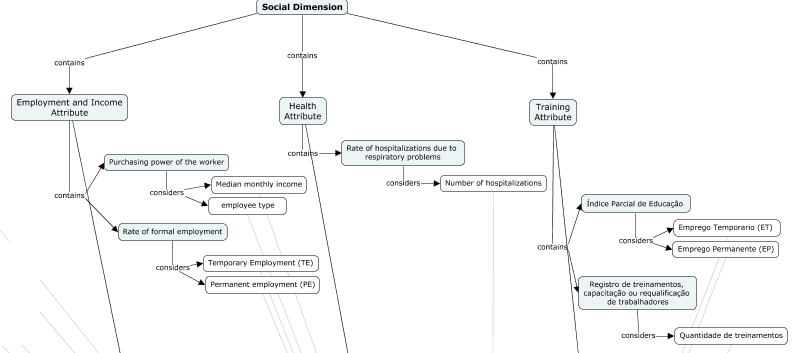 Social Dimension
contains
contains
contains
Employment and Income
Attribute
Health
Attribute
Training
Attribute
contains
Purchasing power of the worker
considers
Median monthly income
employee type
Rate of formal employment
considers
Temporary Employment (TE)
Permanent employment (PE)
contains
Rate of hospitalizations due to
respiratory problems
considers
Number of hospitalizations
contains
Índice Parcial de Educação
considers
Emprego Temporario (ET)
Emprego Permanente (EP)
Registro de treinamentos,
capacitação ou requalificação
de trabalhadores
considers
Quantidade de treinamentos